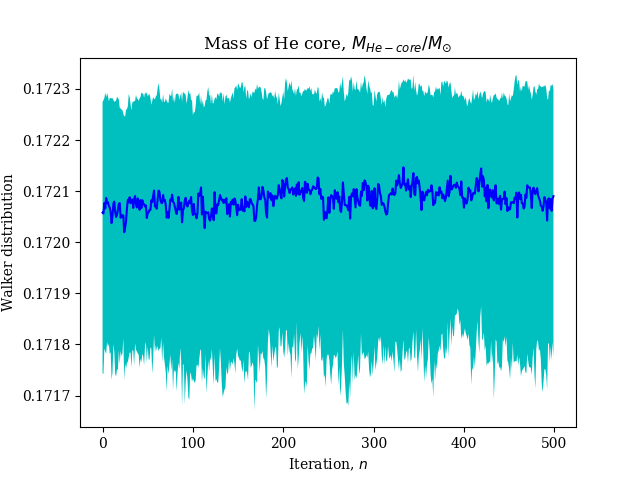 Mass of He core, $M_{He-core}/M_{\odot}$
Walker distribution
0.1723
0.1722
0.1721
0.1720
0.1719
0.1718
0.1717
0 100 200 300 400 500
Iteration, n